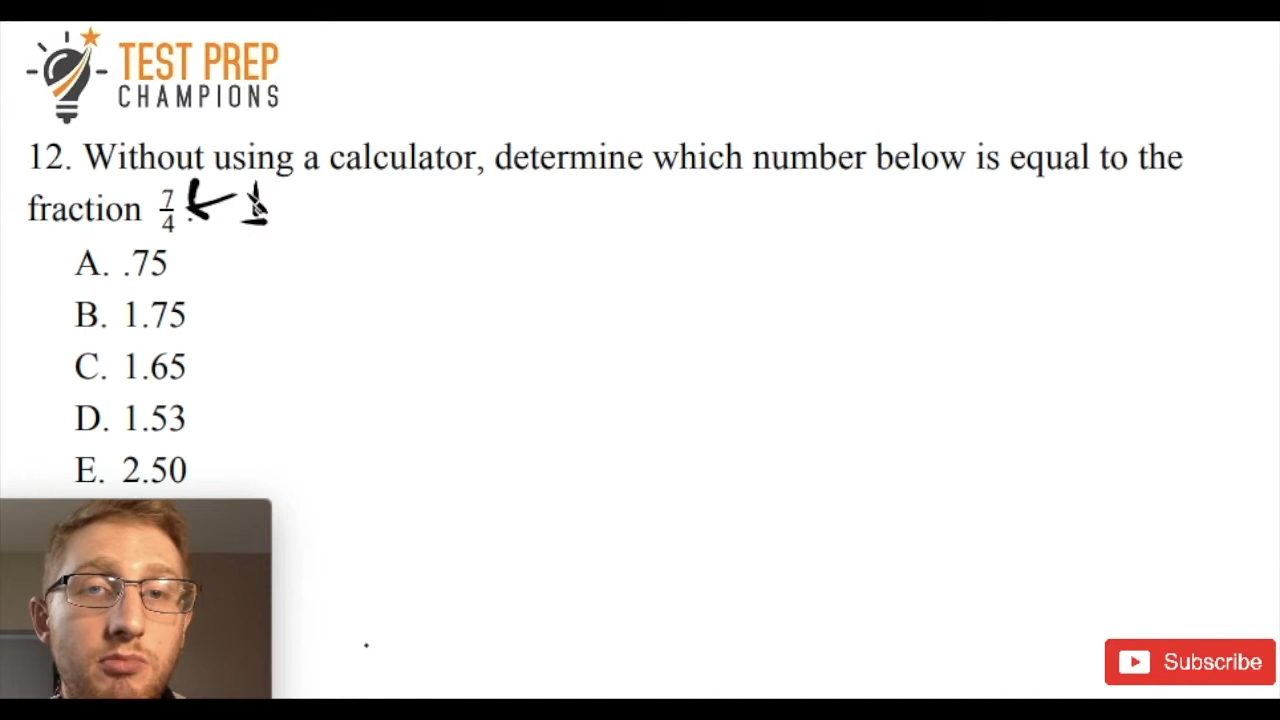 TEST PREP
CHAMPIONS
12. Without using a calculator, determine which number below is equal to the
fraction 7/4.
A. .75
B. 1.75
C. 1.65
D. 1.53
E. 2.50
Subscribe